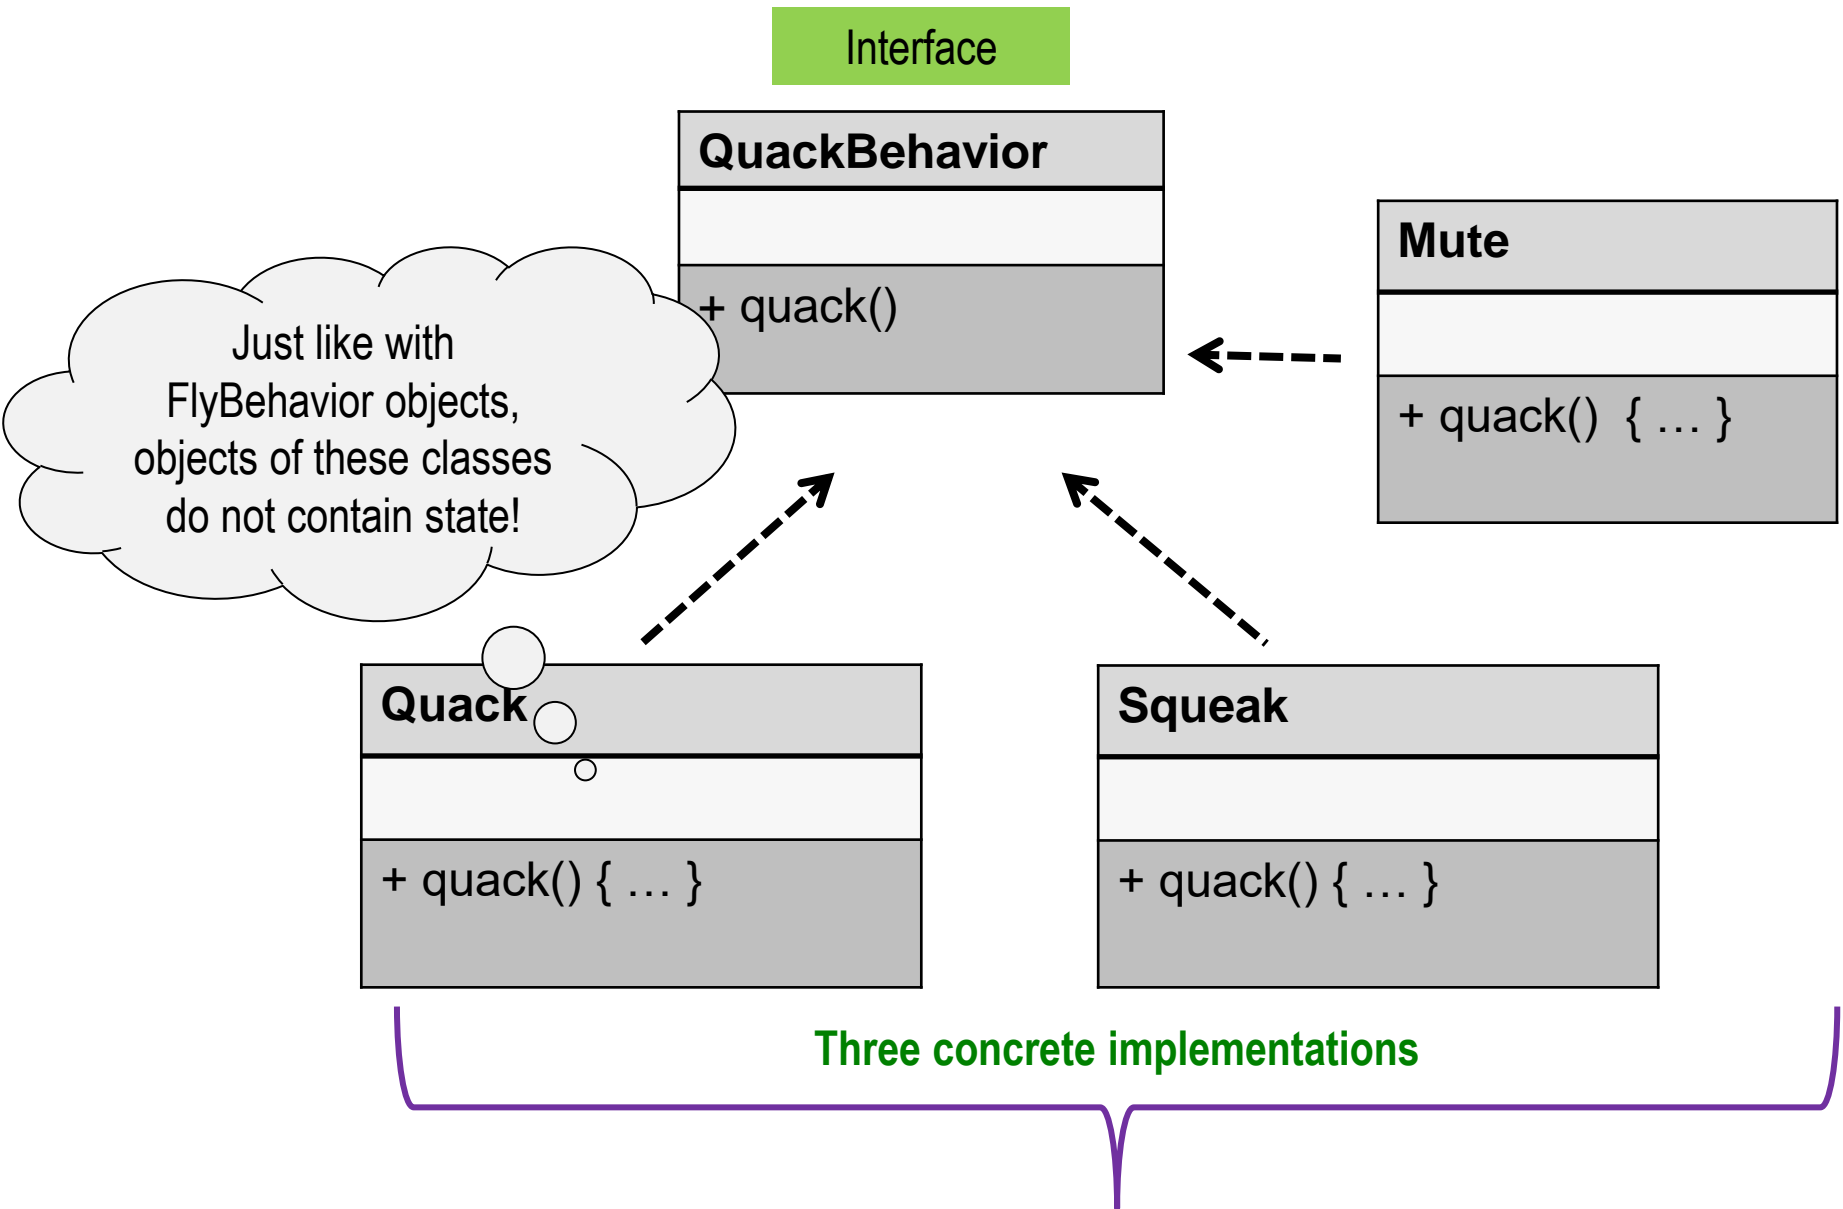 Interface
QuackBehavior
+ quack()
Mute
+ quack() { … }
Just like with
FlyBehavior objects,
objects of these classes
do not contain state!
Quack
+ quack() { … }
Squeak
+ quack() { … }
Three concrete implementations